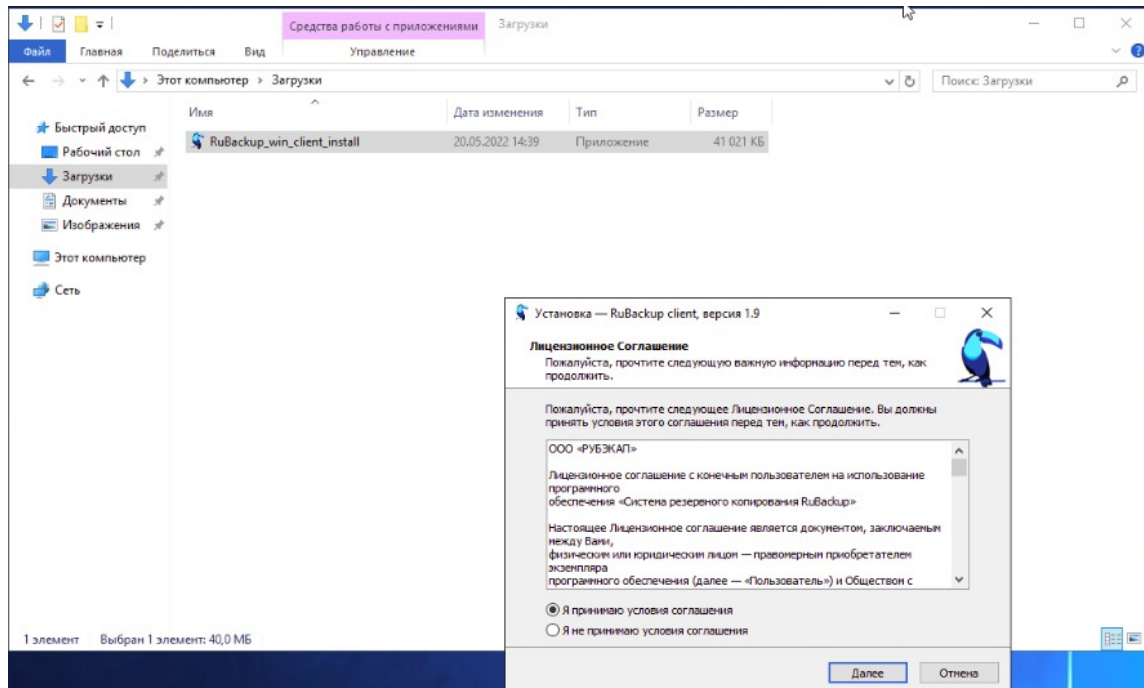 Средства работы с приложениями
Загрузки
Файл
Главная
Поделиться
Вид
Управление
Этот компьютер › Загрузки
Поиск: Загрузки
Имя
Дата изменения
Тип
Размер
RuBackup_win_client_install
20.05.2022 14:39
Приложение
41 021 КБ
Быстрый доступ
Рабочий стол
Загрузки
Документы
Изображения
Этот компьютер
Сеть
Установка — RuBackup client, версия 1.9
Лицензионное Соглашение
Пожалуйста, прочтите следующую важную информацию перед тем, как
продолжить.
Пожалуйста, прочтите следующее Лицензионное Соглашение. Вы должны
принять условия этого соглашения перед тем, как продолжить.
ООО «РУБЭКАП»
Лицензионное соглашение с конечным пользователем на использование
программного
обеспечения «Система резервного копирования RuBackup»
Настоящее Лицензионное соглашение является документом, заключаемым
между Вами,
физическим или юридическим лицом — правомерным приобретателем
экземпляра
программного обеспечения (далее — «Пользователь») и Обществом с
Я принимаю условия соглашения
Я не принимаю условия соглашения
Далее
Отмена
1 элемент
Выбран 1 элемент: 40,0 МБ